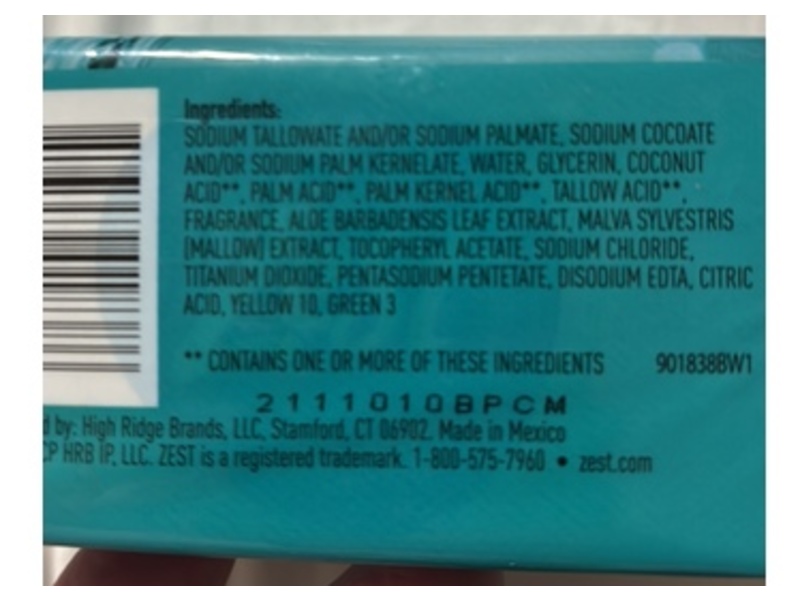 Ingredients:
SODIUM TALLOWATE AND/OR SODIUM PALMATE, SODIUM COCOATE
AND/OR SODIUM PALM KERNELATE, WATER, GLYCERIN, COCONUT
ACID**, PALM ACID**, PALM KERNEL ACID**, TALLOW ACID**,
FRAGRANCE, ALOE BARBADENSIS LEAF EXTRACT, MALVA SYLVESTRIS
(MALLOW) EXTRACT, TOCOPHERYL ACETATE, SODIUM CHLORIDE,
TITANIUM DIOXIDE, PENTASODIUM PENTETATE, DISODIUM EDTA, CITRIC
ACID, YELLOW 10, GREEN 3
** CONTAINS ONE OR MORE OF THESE INGREDIENTS 901838BW1
2111010BPCM
d by: High Ridge Brands, LLC, Stamford, CT 06902. Made in Mexico
CP HRB IP, LLC. ZEST is a registered trademark. 1-800-575-7960 • zest.com